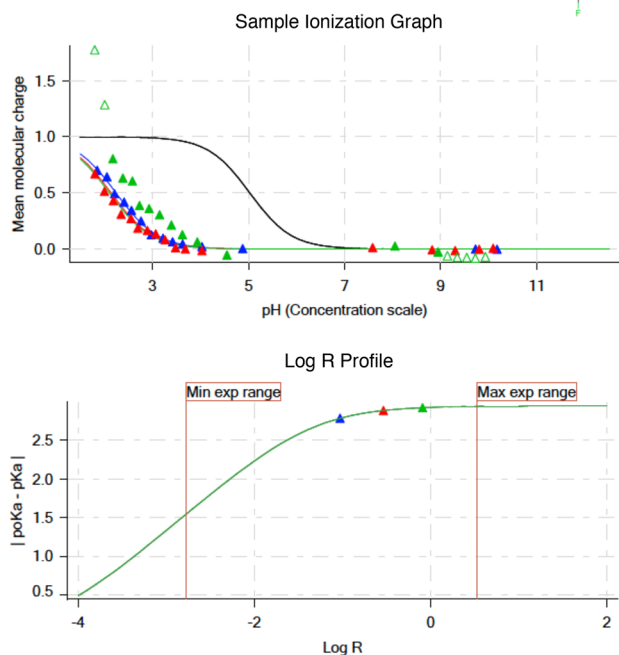 F
Sample Ionization Graph
Mean molecular charge
1.5
1.0
0.5
0.0
3 5 7 9 11
pH (Concentration scale)
Log R Profile
Min exp range Max exp range
| poKa - pKa |
2.5
2.0
1.5
1.0
0.5
-4 -2 0 2
Log R